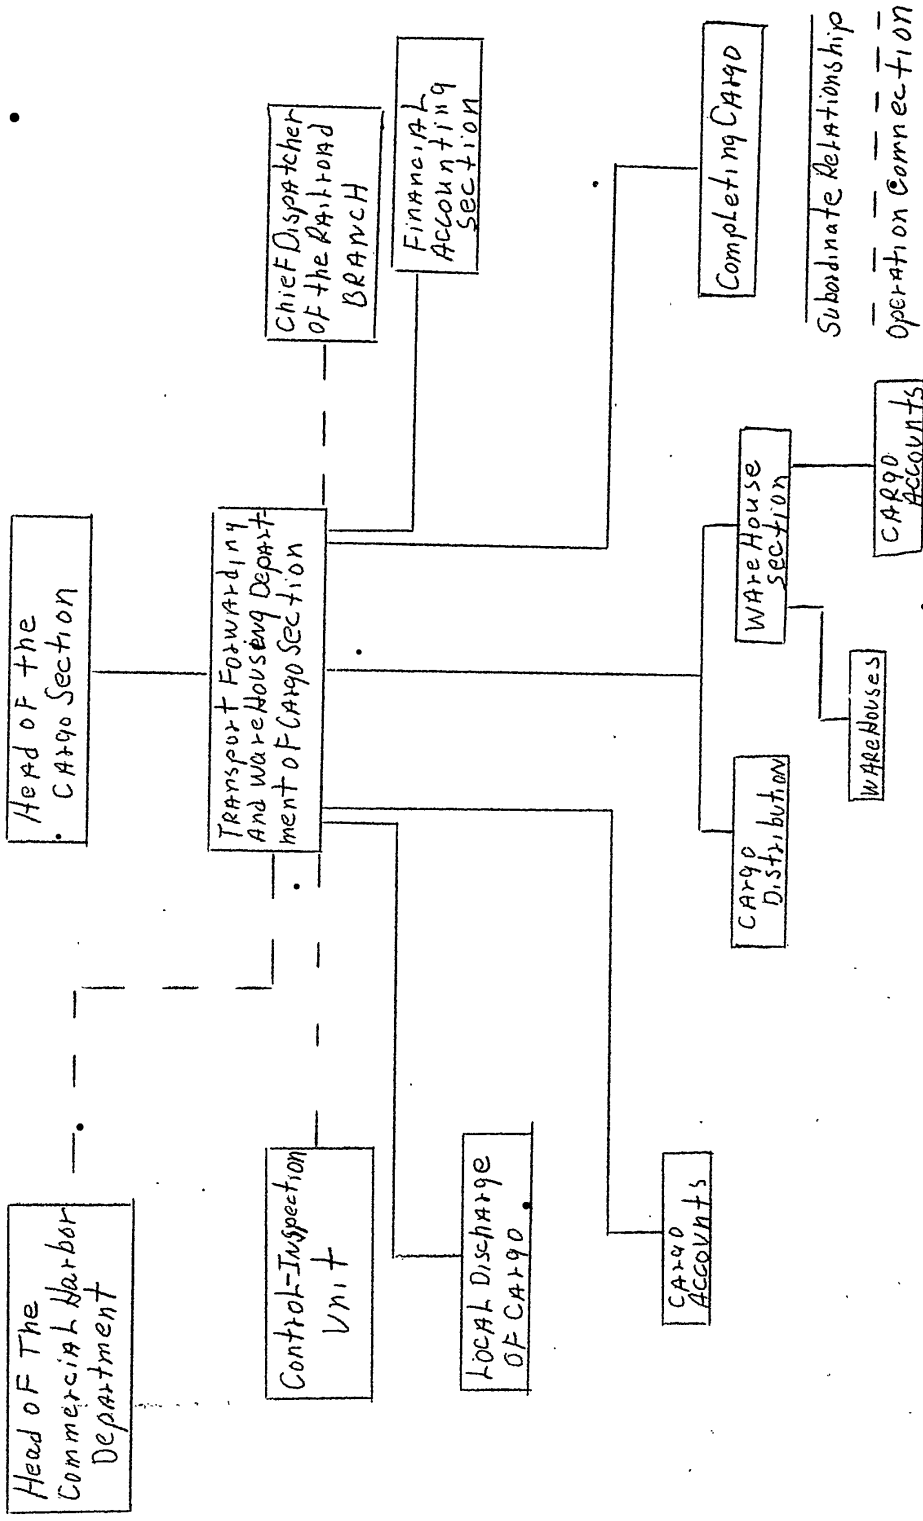 Head OF The
CommerciAL Harbor
DepArtment
HeAd OF the
CArgo Section
TRAnsport ForwArding
And wareHousing DepArt-
ment OF CArgo Section
ChieF DispAtcher
OF the RAilroAd
BRANCH
FinAnciAL
Accounting
Section
ControL-Inspection
Unit
LOCAL DischArge
OF CArgo
CArgo
AccoUnts
CArgo
Distribution
WAreHouse
Section
WAReHouses
CARgo
AccoUnts
Completing CArgo
Subordinate RelAtionship
OperAtion Connection